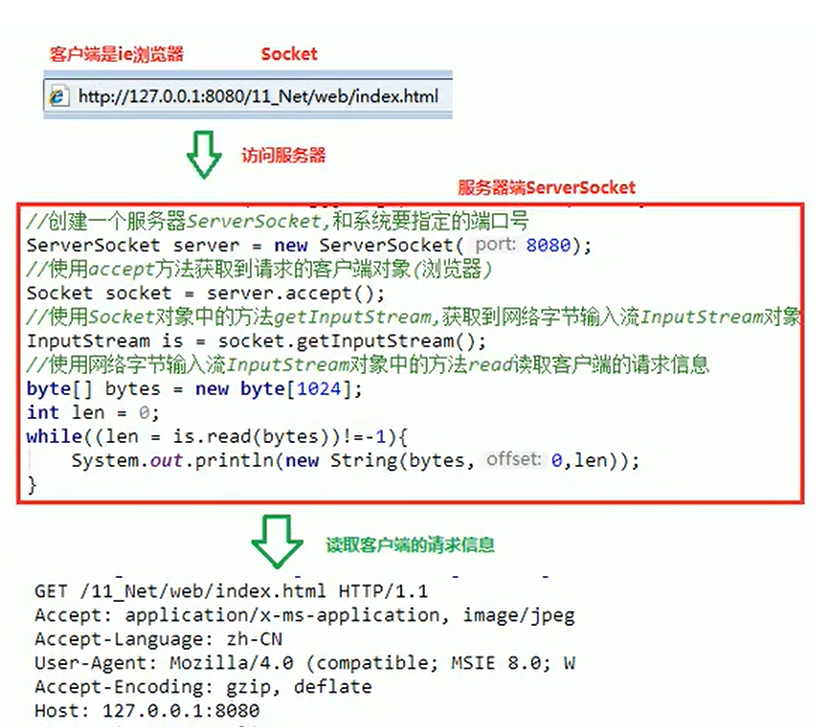 客户端是ie浏览器 Socket
http://127.0.0.1:8080/11_Net/web/index.html
访问服务器
服务器端ServerSocket
//创建一个服务器ServerSocket,和系统要指定的端口号
ServerSocket server = new ServerSocket( port: 8080);
//使用accept方法获取到请求的客户端对象(浏览器)
Socket socket = server.accept();
//使用Socket对象中的方法getInputStream,获取到网络字节输入流InputStream对象
InputStream is = socket.getInputStream();
//使用网络字节输入流InputStream对象中的方法read读取客户端的请求信息
byte[] bytes = new byte[1024];
int len = 0;
while((len = is.read(bytes))!=-1){
System.out.println(new String(bytes, offset: 0,len));
}
读取客户端的请求信息
GET /11_Net/web/index.html HTTP/1.1
Accept: application/x-ms-application, image/jpeg
Accept-Language: zh-CN
User-Agent: Mozilla/4.0 (compatible; MSIE 8.0; W
Accept-Encoding: gzip, deflate
Host: 127.0.0.1:8080